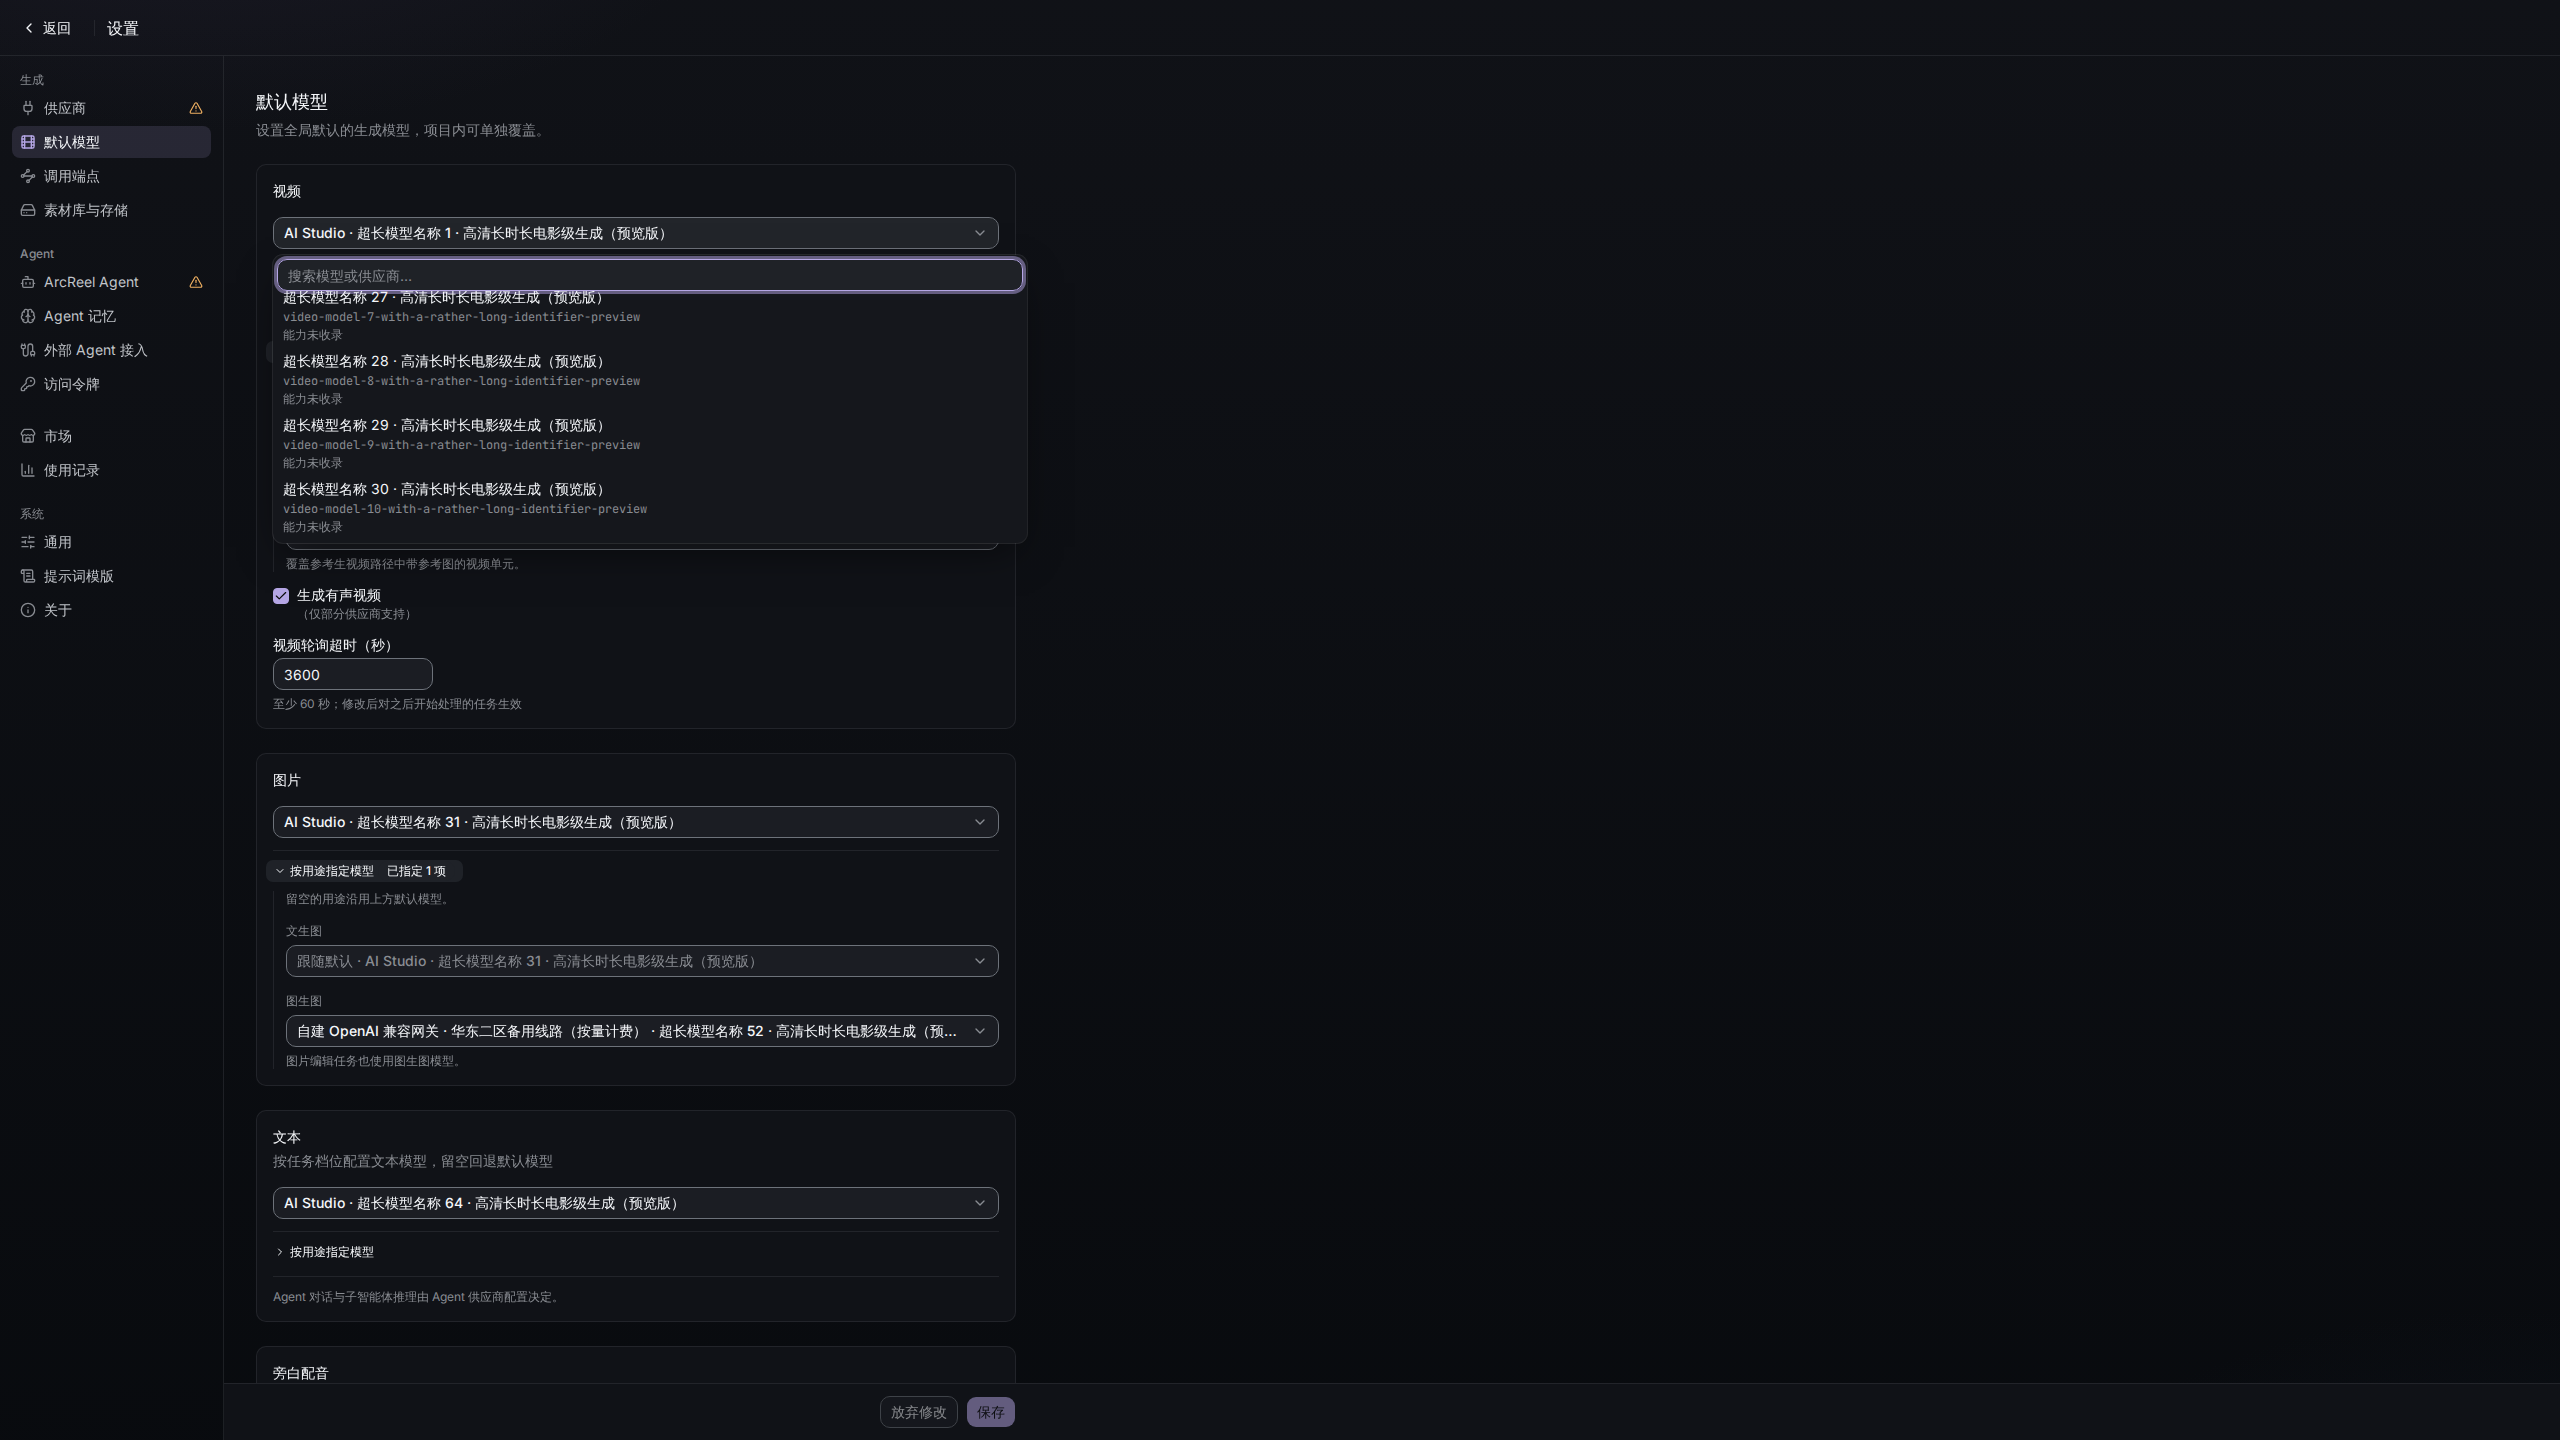 返回
设置
生成
供应商
默认模型
调用端点
素材库与存储
Agent
ArcReel Agent
Agent 记忆
外部 Agent 接入
访问令牌
市场
使用记录
系统
通用
提示词模版
关于
默认模型
设置全局默认的生成模型，项目内可单独覆盖。
视频
AI Studio · 超长模型名称 1 · 高清长时长电影级生成（预览版）
搜索模型或供应商...
超长模型名称 27 · 高清长时长电影级生成（预览版）
video-model-7-with-a-rather-long-identifier-preview
能力未收录
超长模型名称 28 · 高清长时长电影级生成（预览版）
video-model-8-with-a-rather-long-identifier-preview
能力未收录
超长模型名称 29 · 高清长时长电影级生成（预览版）
video-model-9-with-a-rather-long-identifier-preview
能力未收录
超长模型名称 30 · 高清长时长电影级生成（预览版）
video-model-10-with-a-rather-long-identifier-preview
能力未收录
覆盖参考生视频路径中带参考图的视频单元。
生成有声视频
（仅部分供应商支持）
视频轮询超时（秒）
3600
至少 60 秒；修改后对之后开始处理的任务生效
图片
AI Studio · 超长模型名称 31 · 高清长时长电影级生成（预览版）
按用途指定模型 已指定 1 项
留空的用途沿用上方默认模型。
文生图
跟随默认 · AI Studio · 超长模型名称 31 · 高清长时长电影级生成（预览版）
图生图
自建 OpenAI 兼容网关 · 华东二区备用线路（按量计费） · 超长模型名称 52 · 高清长时长电影级生成（预...
图片编辑任务也使用图生图模型。
文本
按任务档位配置文本模型，留空回退默认模型
AI Studio · 超长模型名称 64 · 高清长时长电影级生成（预览版）
按用途指定模型
Agent 对话与子智能体推理由 Agent 供应商配置决定。
旁白配音
放弃修改
保存